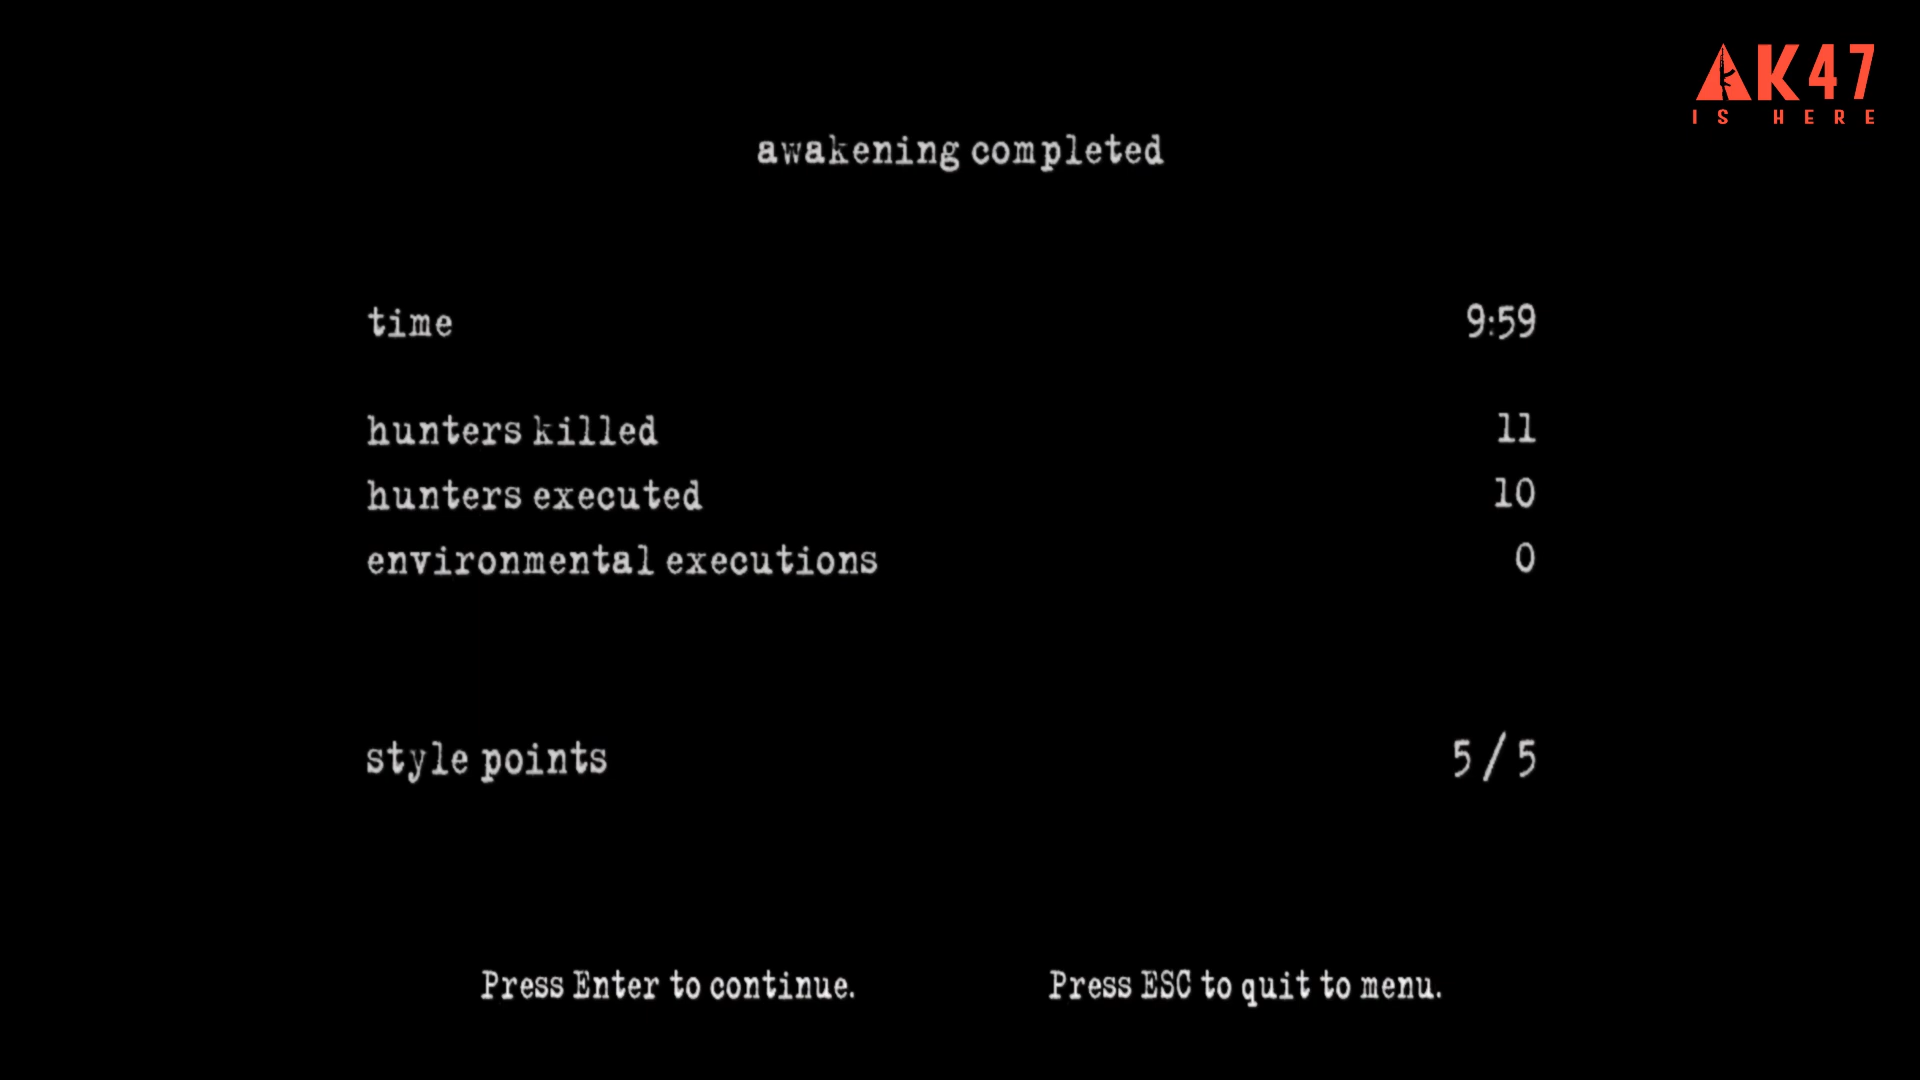 AK47
IS HERE
awakening completed
time 9:59
hunters killed 11
hunters executed 10
environmental executions 0
style points 5/5
Press Enter to continue. Press ESC to quit to menu.